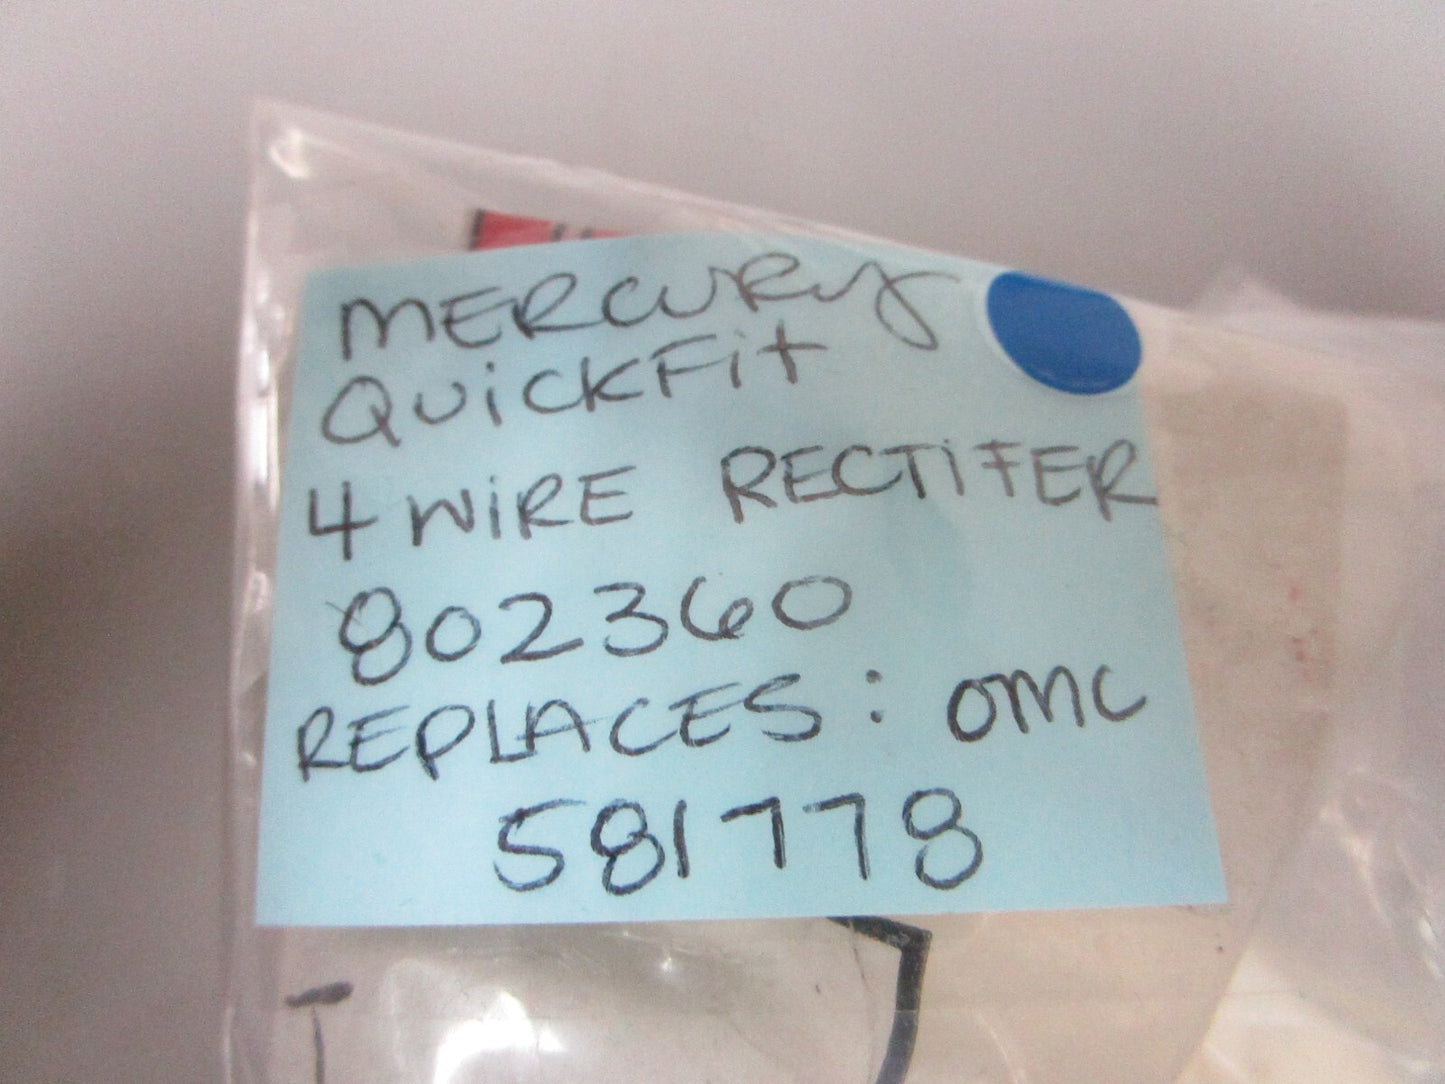 MERCURY
QUiCKFit
4 WiRE RECTiFER
802360
REPLACES: OMC
581778